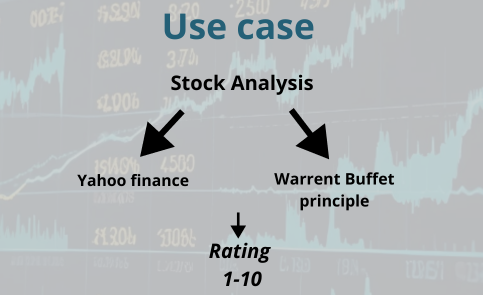 Use case
Stock Analysis
Yahoo finance
Warrent Buffet
principle
Rating
1-10